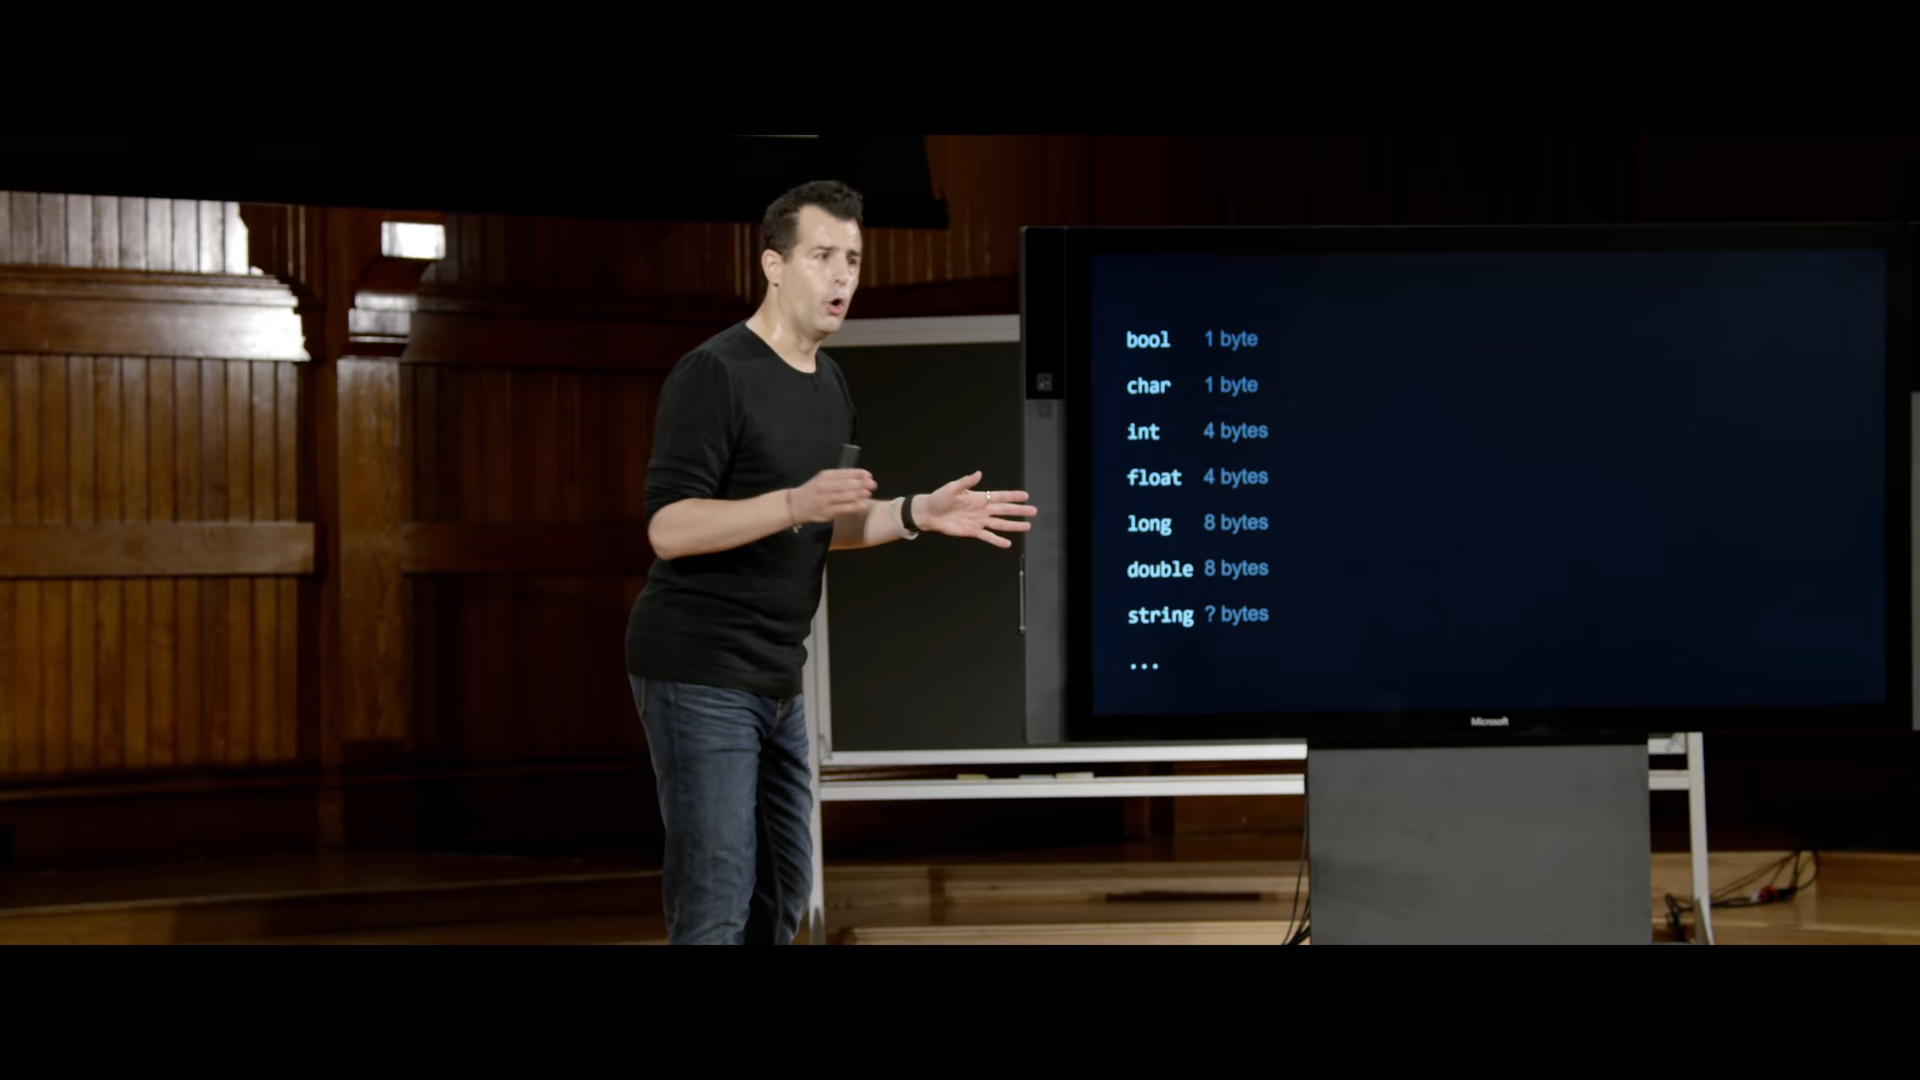 bool 1 byte
char 1 byte
int 4 bytes
float 4 bytes
long 8 bytes
double 8 bytes
string ? bytes
...
Microsoft